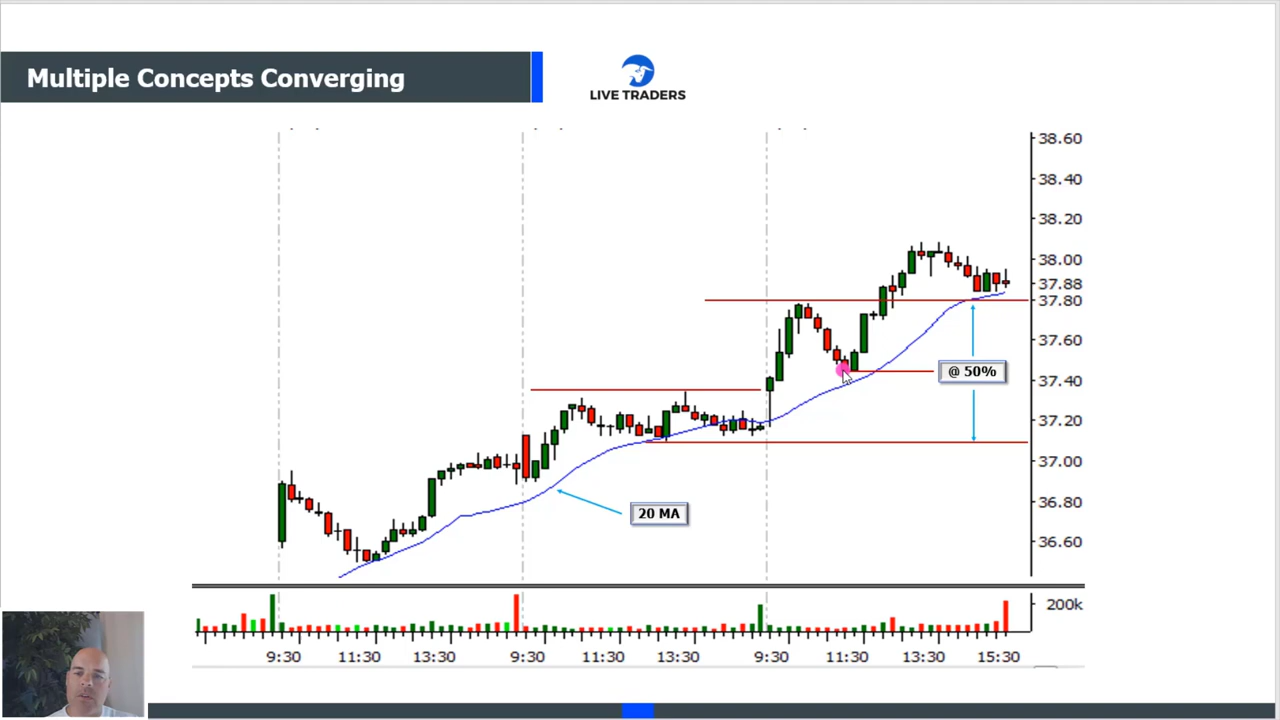 Multiple Concepts Converging
LIVE TRADERS
38.60
38.40
38.20
38.00
37.88
37.80
37.60
@ 50%
37.40
37.20
37.00
36.80
20 MA
36.60
200k
9:30 11:30 13:30 9:30 11:30 13:30 9:30 11:30 13:30 15:30